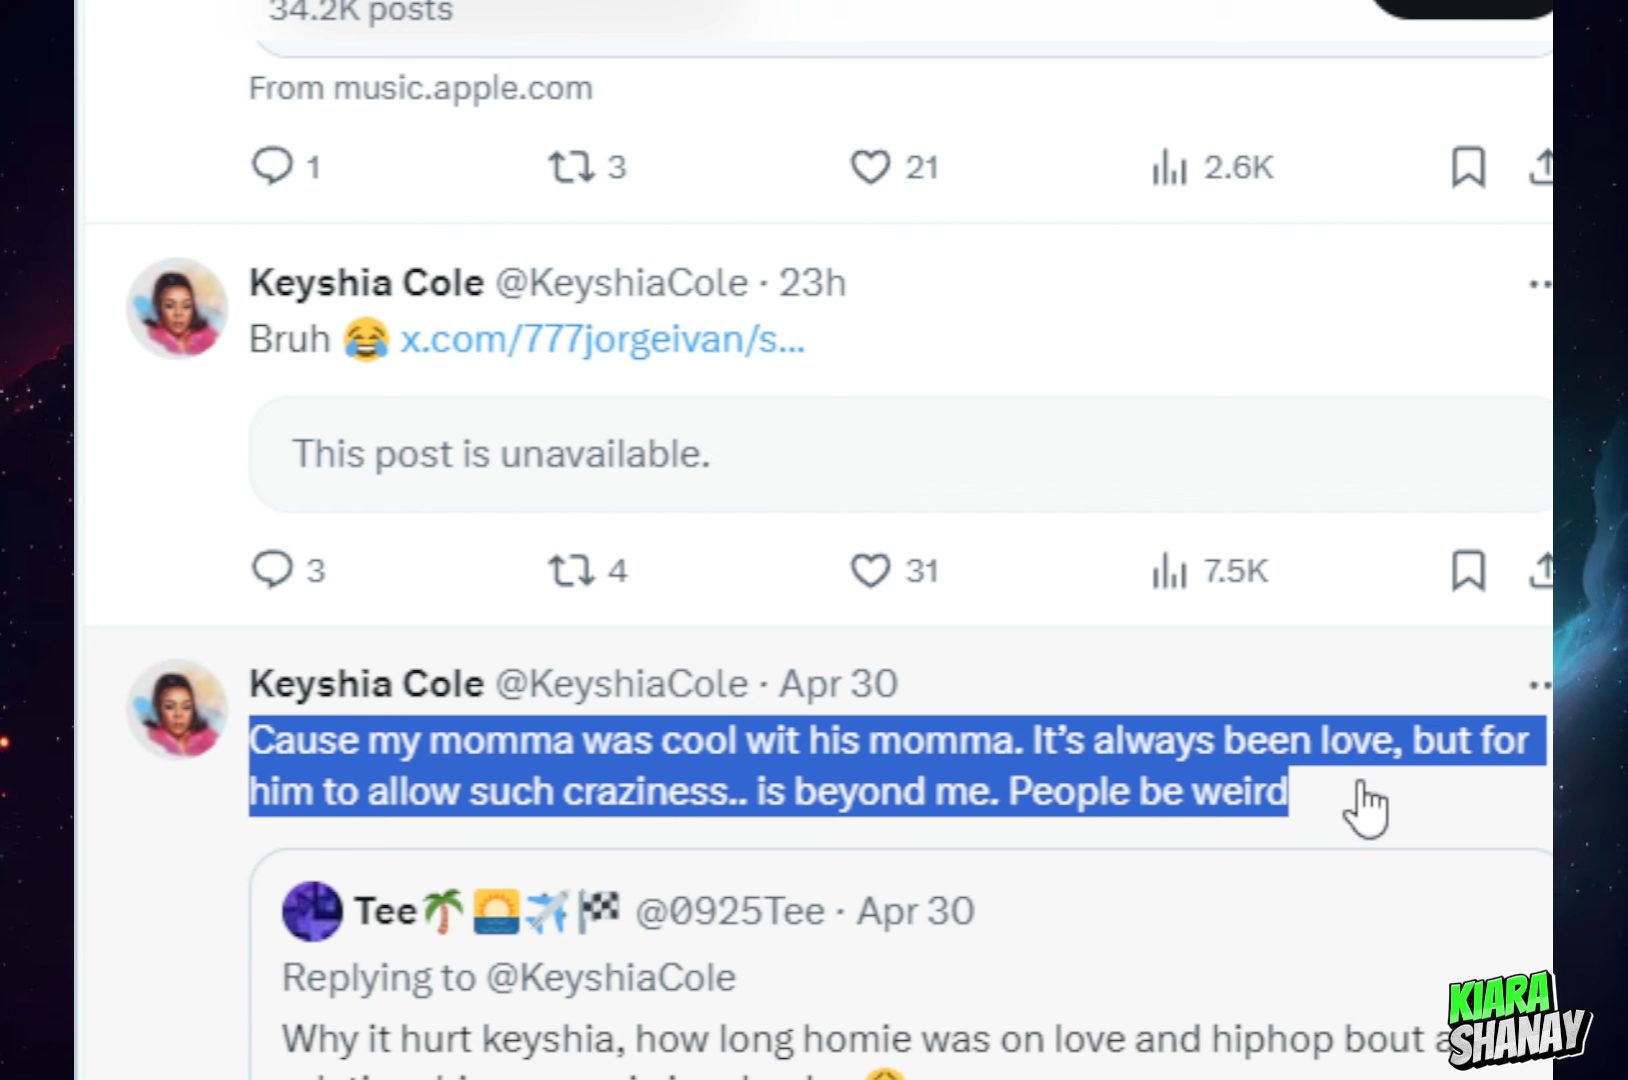 34.2K posts
From music.apple.com
1 3 21 2.6K
Keyshia Cole @KeyshiaCole · 23h
Bruh 😂 x.com/777jorgeivan/s...
This post is unavailable.
3 4 31 7.5K
Keyshia Cole @KeyshiaCole · Apr 30
Cause my momma was cool wit his momma. It's always been love, but for
him to allow such craziness.. is beyond me. People be weird
Tee🌴🌅✈️🏁 @0925Tee · Apr 30
Replying to @KeyshiaCole
Why it hurt keyshia, how long homie was on love and hiphop bout
KIARA
SHANAY